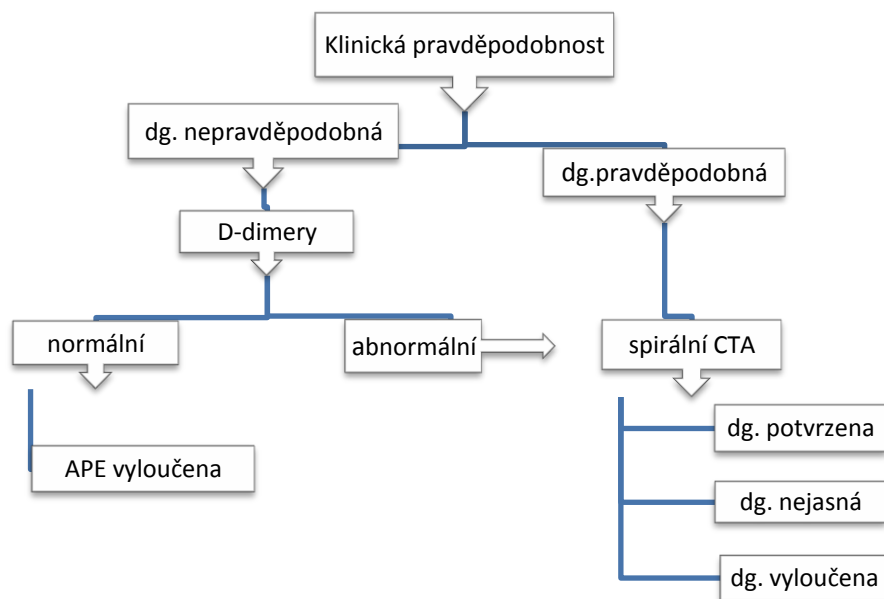 Klinická pravděpodobnost
dg. nepravděpodobná
dg.pravděpodobná
D-dimery
normální
abnormální
spirální CTA
dg. potvrzena
APE vyloučena
dg. nejasná
dg. vyloučena